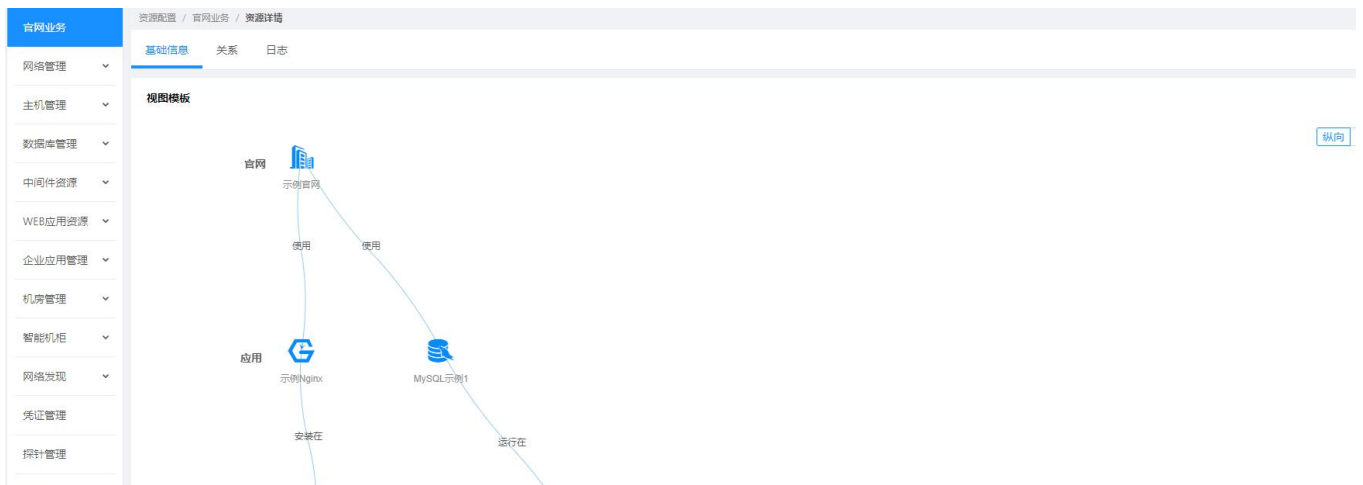 官网业务
网络管理
主机管理
数据库管理
中间件资源
WEB应用资源
企业应用管理
机房管理
智能机柜
网络发现
凭证管理
探针管理
资源配置 / 官网业务 / 资源详情
基础信息 关系 日志
视图模板
纵向
官网
示例官网
使用 使用
应用
示例Nginx MySQL示例1
安装在 运行在